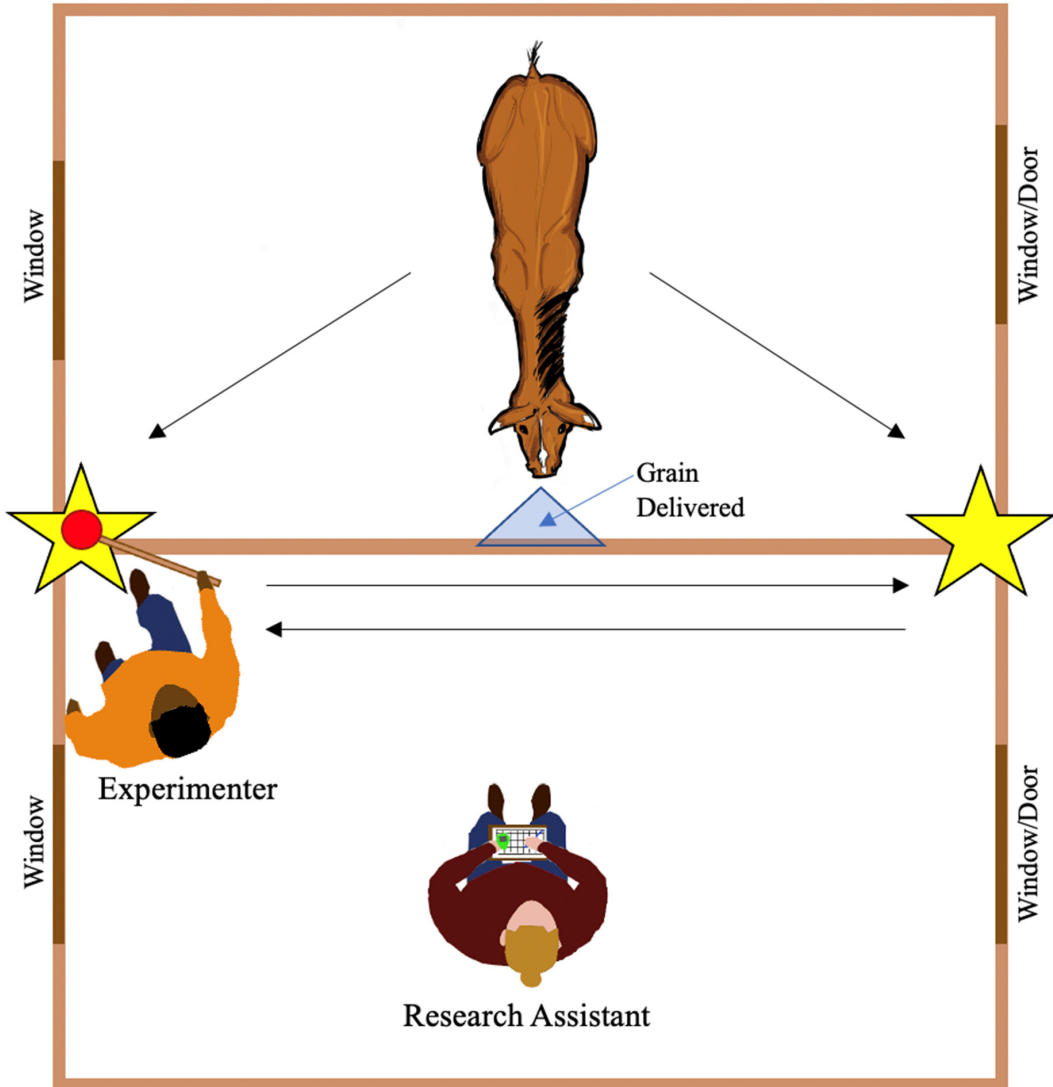 Window
Window/Door
Grain
Delivered
Experimenter
Window
Window/Door
Research Assistant